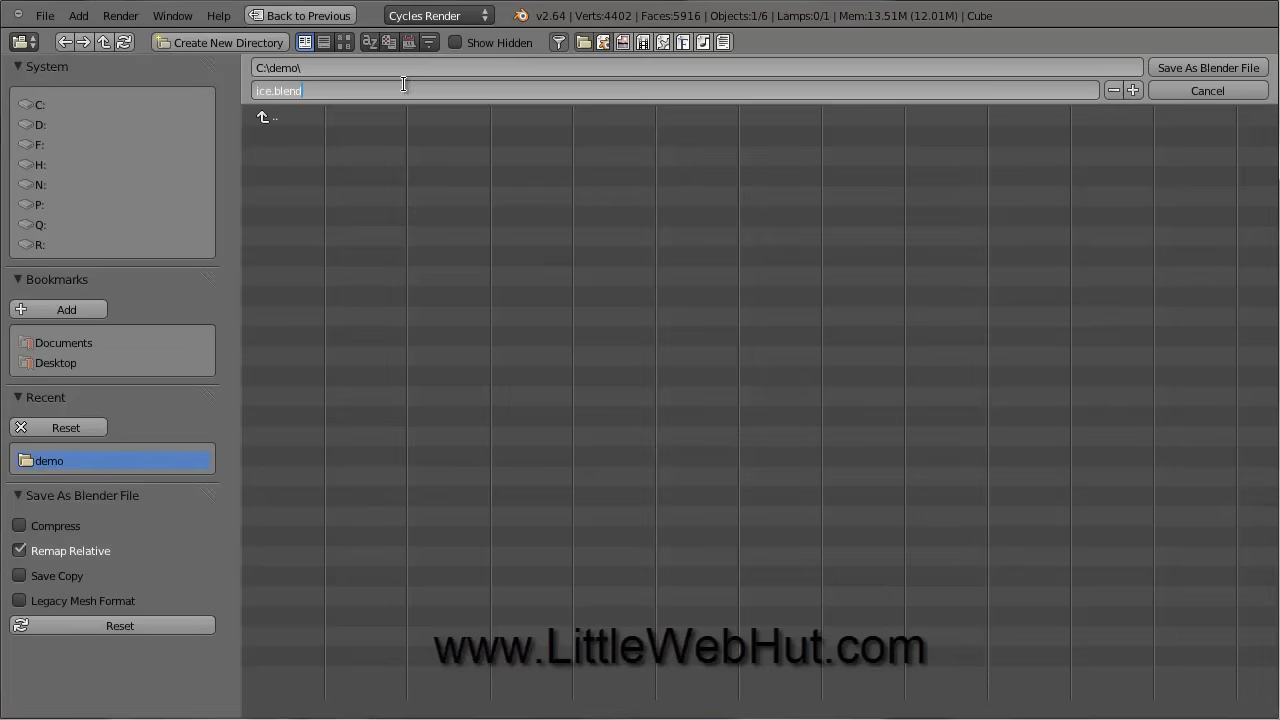 File Add Render Window Help Back to Previous Cycles Render v2.64 | Verts:4402 | Faces:5916 | Objects:1/6 | Lamps:0/1 | Mem:13.51M (12.01M) | Cube
Create New Directory Show Hidden
System
C:\demo\ Save As Blender File
ice.blend Cancel
..
C:
D:
F:
H:
N:
P:
Q:
R:
Bookmarks
Add
Documents
Desktop
Recent
Reset
demo
Save As Blender File
Compress
Remap Relative
Save Copy
Legacy Mesh Format
Reset
www.LittleWebHut.com